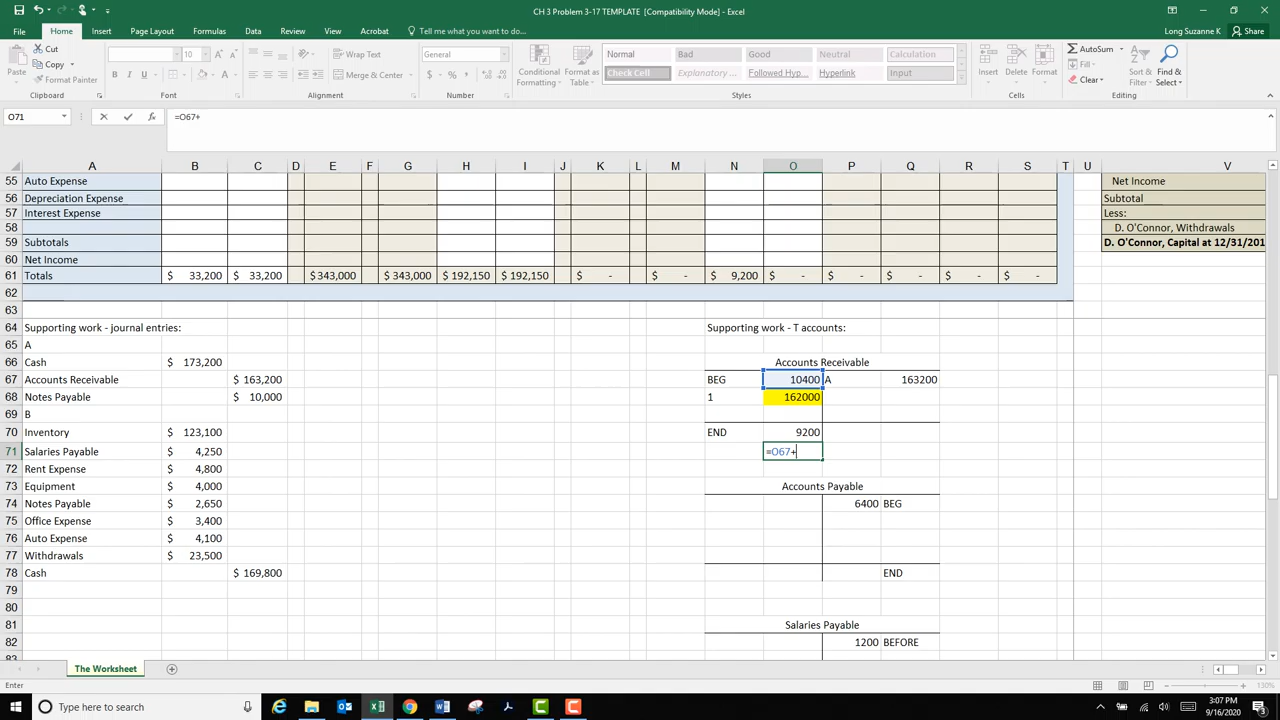 CH 3 Problem 3-17 TEMPLATE [Compatibility Mode] - Excel
File Home Insert Page Layout Formulas Data Review View Acrobat Tell me what you want to do... Long Suzanne K Share
Cut Copy Format Painter Paste Clipboard
10 B I U A Font
Wrap Text Merge & Center Alignment
General $ % , Number
Conditional Formatting Format as Table
Normal Bad Good Neutral Calculation
Check Cell Explanatory ... Followed Hyp... Hyperlink Input
Styles
Insert Delete Format Cells
AutoSum Fill Clear Sort & Filter Find & Select Editing
O71 fx =O67+
A B C D E F G H I J K L M N O P Q R S T U V
55 Auto Expense Net Income
56 Depreciation Expense Subtotal
57 Interest Expense Less:
58 D. O'Connor, Withdrawals
59 Subtotals D. O'Connor, Capital at 12/31/201
60 Net Income
61 Totals $ 33,200 $ 33,200 $ 343,000 $ 343,000 $ 192,150 $ 192,150 $ - $ - $ 9,200 $ - $ - $ - $ - $ -
62
63
64 Supporting work - journal entries: Supporting work - T accounts:
65 A
66 Cash $ 173,200 Accounts Receivable
67 Accounts Receivable $ 163,200 BEG 10400 A 163200
68 Notes Payable $ 10,000 1 162000
69 B
70 Inventory $ 123,100 END 9200
71 Salaries Payable $ 4,250 =O67+
72 Rent Expense $ 4,800
73 Equipment $ 4,000 Accounts Payable
74 Notes Payable $ 2,650 6400 BEG
75 Office Expense $ 3,400
76 Auto Expense $ 4,100
77 Withdrawals $ 23,500
78 Cash $ 169,800 END
79
80
81 Salaries Payable
82 1200 BEFORE
83
The Worksheet
Enter 130%
Type here to search 3:07 PM
9/16/2020